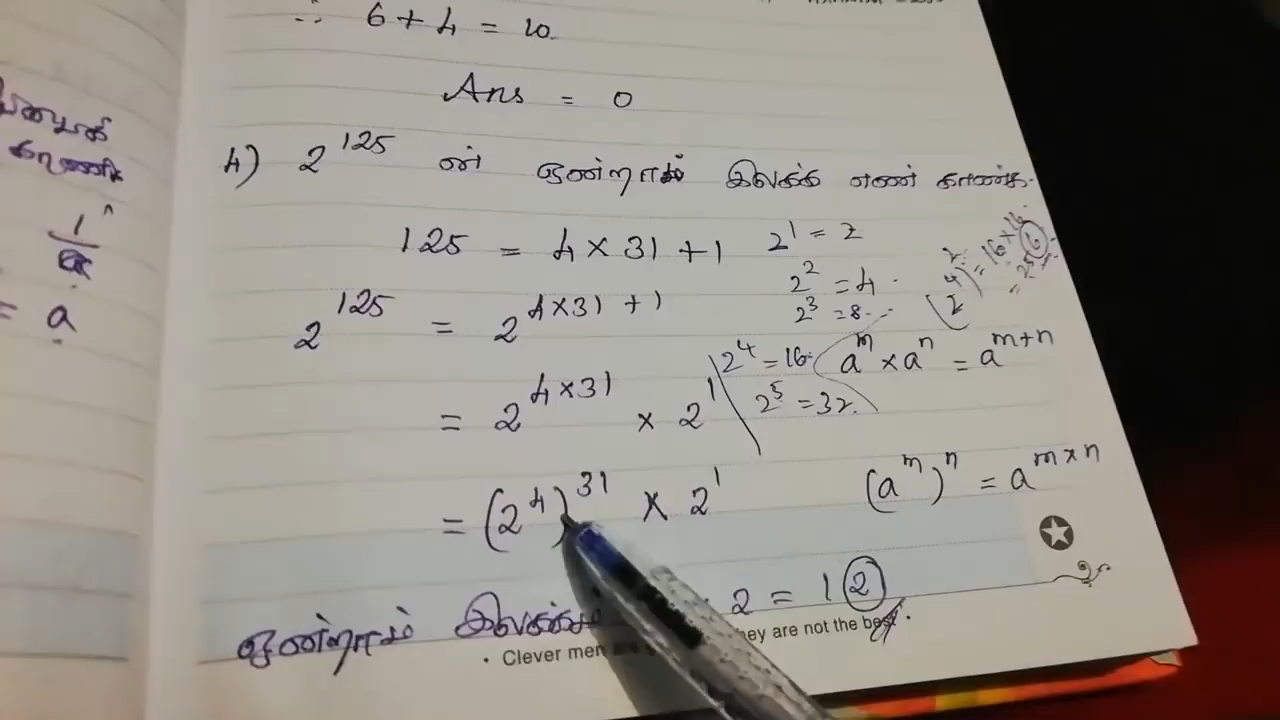 ∴ 6 + 4 = 10.
Ans = 0
4) 2^125 ன் ஒன்றாம் இலக்க எண் காண்க.
125 = 4 × 31 + 1
2^1 = 2
2^125 = 2^4×31 + 1
2^2 = 4
2^3 = 8
2^4 = 16
2^5 = 32
a^m × a^n = a^m+n
= 2^4×31 × 2^1
= (2^4)^31 × 2^1
(a^m)^n = a^m×n
ஒன்றாம் இலக்கம்
2 = 12
• Clever men are
they are not the best.
= a